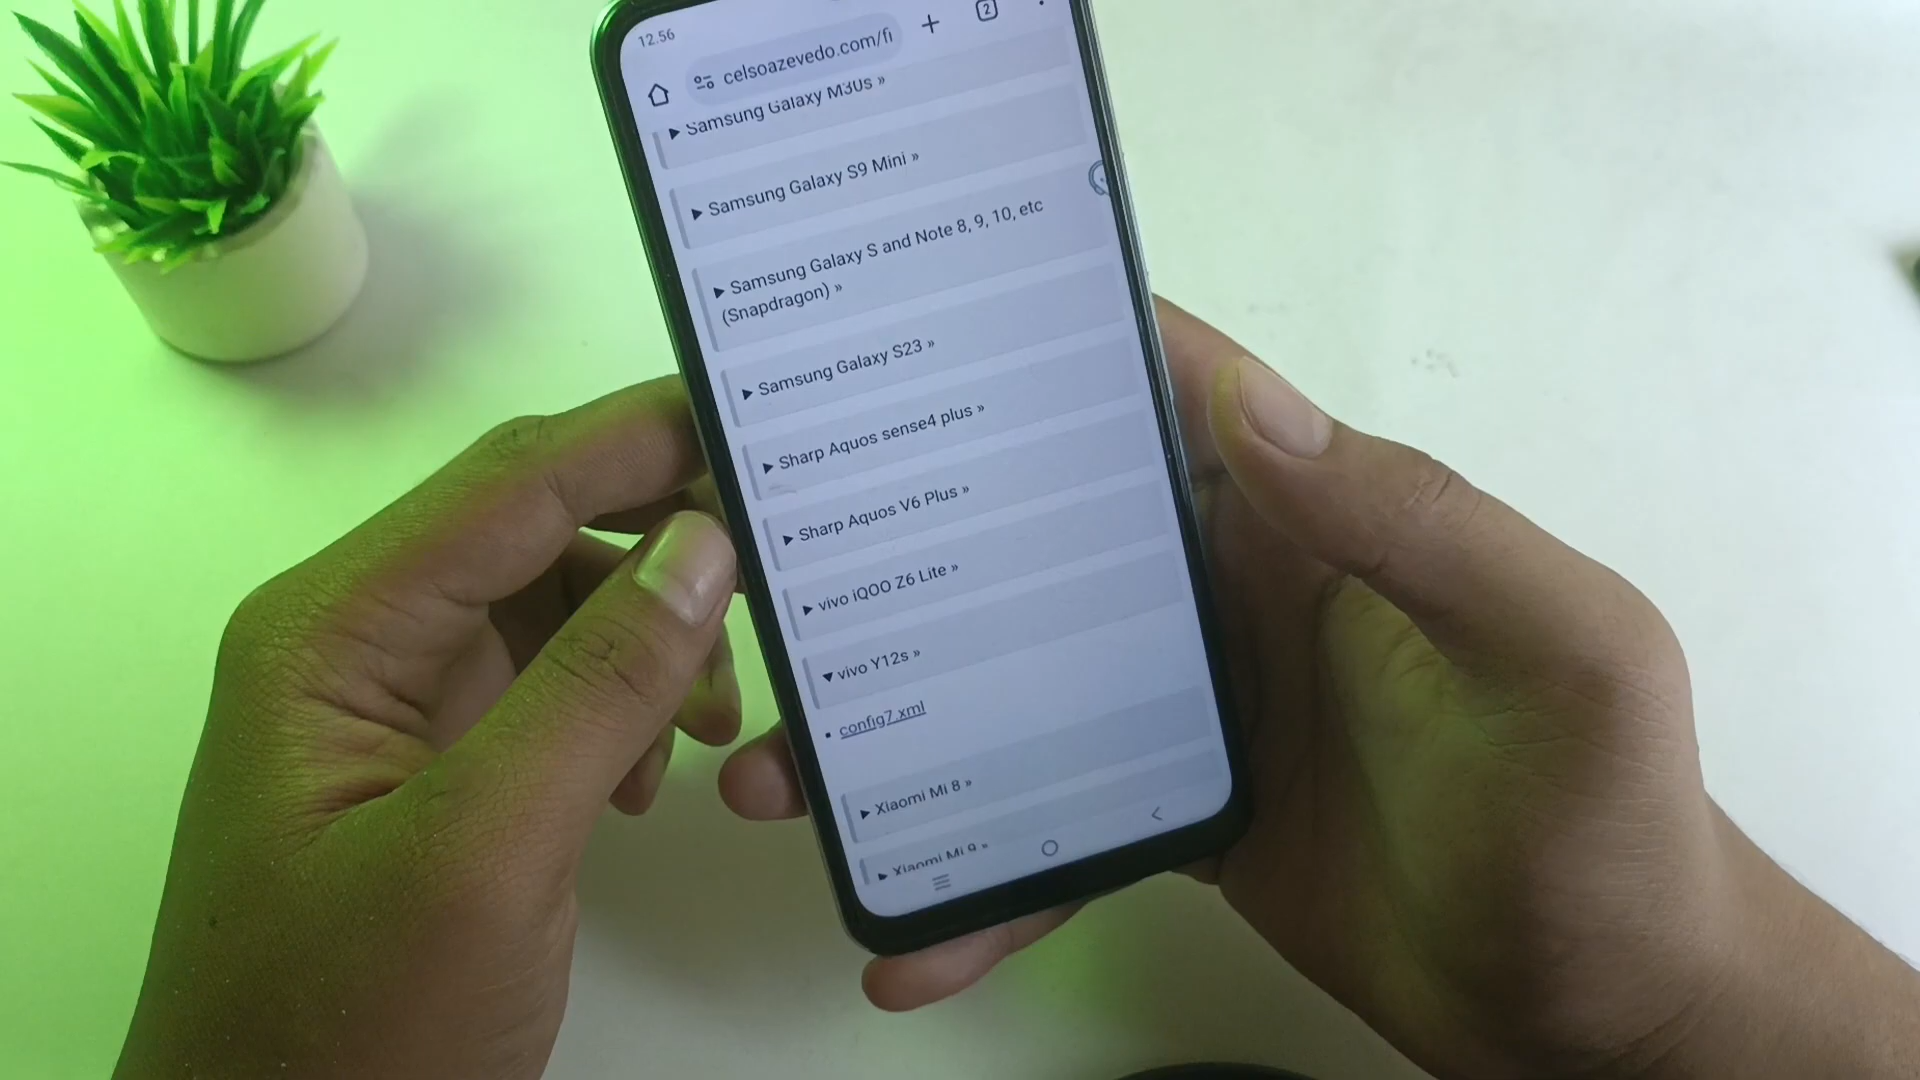 12.56
celsoazevedo.com/fi
2
▶ Samsung Galaxy M30s »
▶ Samsung Galaxy S9 Mini »
▶ Samsung Galaxy S and Note 8, 9, 10, etc
(Snapdragon) »
▶ Samsung Galaxy S23 »
▶ Sharp Aquos sense4 plus »
▶ Sharp Aquos V6 Plus »
▶ vivo iQOO Z6 Lite »
▼ vivo Y12s »
▪ config7.xml
▶ Xiaomi Mi 8 »
▶ Xiaomi Mi 9 »